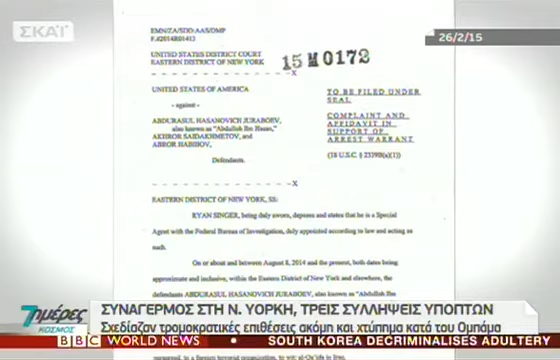 ΣΚΑΪ
26/2/15
EMN/ZA/SDD/AAS/DMP
F.#2014R01413
UNITED STATES DISTRICT COURT
EASTERN DISTRICT OF NEW YORK
15 M 0172
- - - - - - - - - - - - - - - - - -X
UNITED STATES OF AMERICA
- against -
ABDURASUL HASANOVICH JURABOEV,
also known as "Abdullah Ibn Hasan,"
AKHROR SAIDAKHMETOV, and
ABROR HABIBOV,
Defendants.
- - - - - - - - - - - - - - - - - -X
TO BE FILED UNDER
SEAL
COMPLAINT AND
AFFIDAVIT IN
SUPPORT OF
ARREST WARRANT
(18 U.S.C. § 2339B(a)(1))
EASTERN DISTRICT OF NEW YORK, SS:
RYAN SINGER, being duly sworn, deposes and states that he is a Special
Agent with the Federal Bureau of Investigation, duly appointed according to law and acting as
such.
On or about and between August 8, 2014 and the present, both dates being
approximate and inclusive, within the Eastern District of New York and elsewhere, the
defendants ABDURASUL HASANOVICH JURABOEV, also known as "Abdullah Ibn
7ημέρες
ΚΟΣΜΟΣ
ΣΥΝΑΓΕΡΜΟΣ ΣΤΗ Ν. ΥΟΡΚΗ, ΤΡΕΙΣ ΣΥΛΛΗΨΕΙΣ ΥΠΟΠΤΩΝ
Σχεδίαζαν τρομοκρατικές επιθέσεις ακόμη και χτύπημα κατά του Ομπάμα
BBC WORLD NEWS
SOUTH KOREA DECRIMINALISES ADULTERY